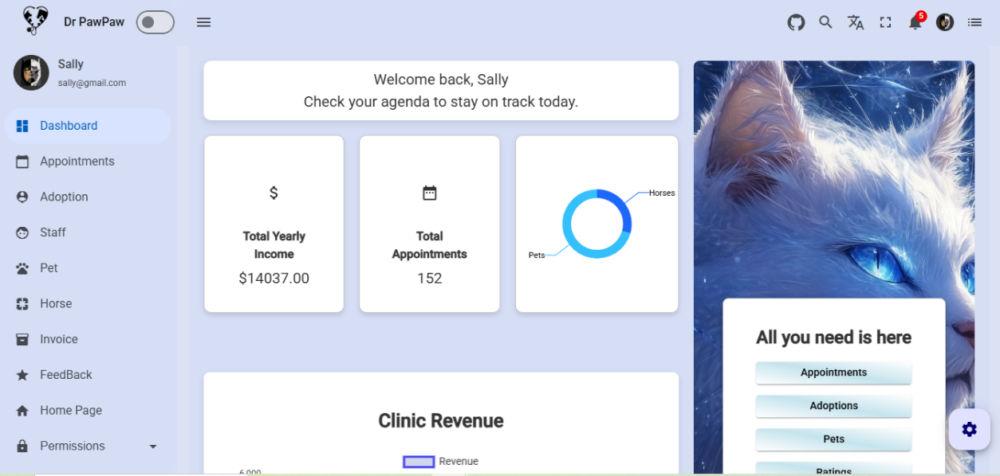 Dr PawPaw
5
Sally
sally@gmail.com
Dashboard
Appointments
Adoption
Staff
Pet
Horse
Invoice
FeedBack
Home Page
Permissions
Welcome back, Sally
Check your agenda to stay on track today.
$
Total Yearly
Income
$14037.00
Total
Appointments
152
Horses
Pets
Clinic Revenue
Revenue
6,000
All you need is here
Appointments
Adoptions
Pets
Ratings